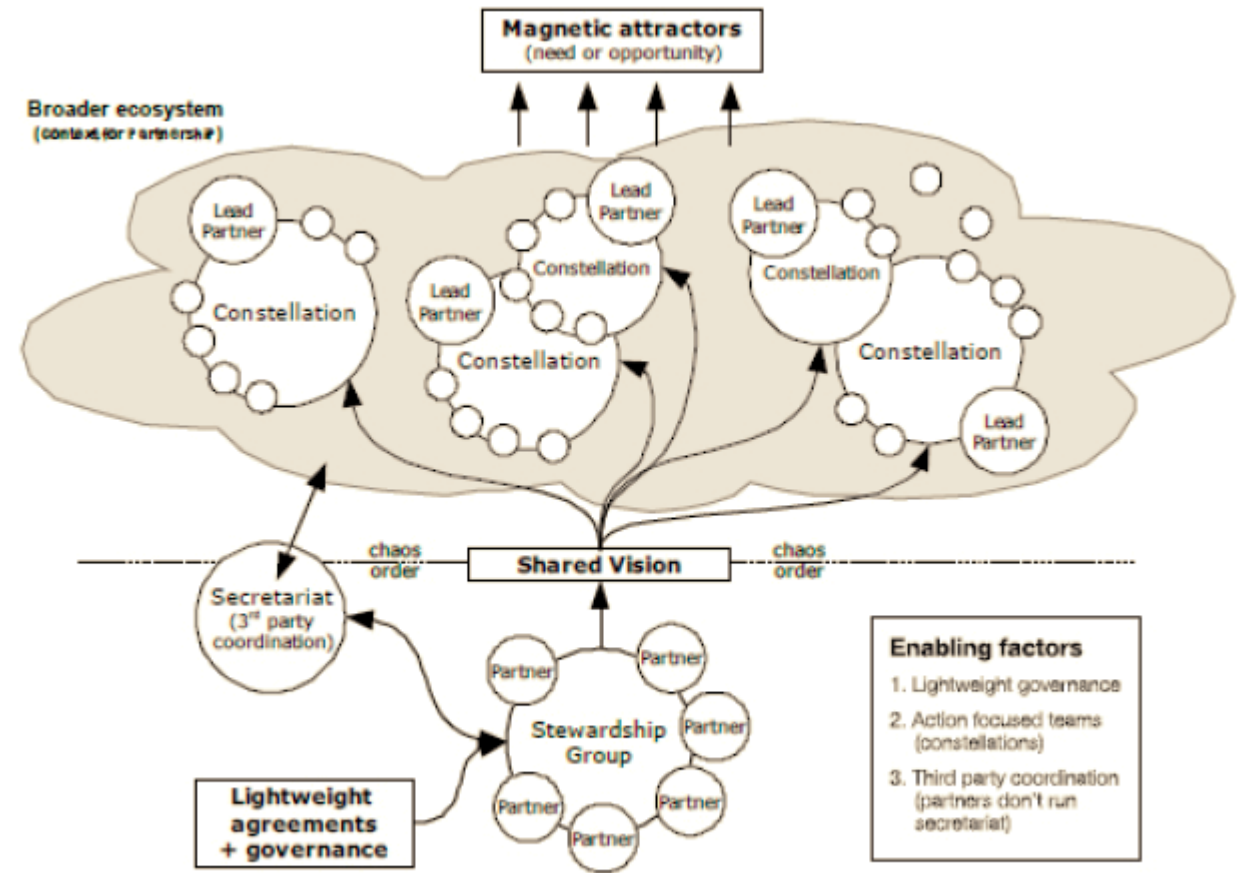 Magnetic attractors
(need or opportunity)
Broader ecosystem
(context for Partnership)
Lead
Partner
Constellation
Lead
Partner
Constellation
Lead
Partner
Constellation
Lead
Partner
Constellation
Constellation
Lead
Partner
chaos
order
Shared Vision
chaos
order
Secretariat
(3rd party
coordination)
Partner
Partner
Partner
Partner
Partner
Partner
Stewardship
Group
Lightweight
agreements
+ governance
Enabling factors
1. Lightweight governance
2. Action focused teams
(constellations)
3. Third party coordination
(partners don't run
secretariat)